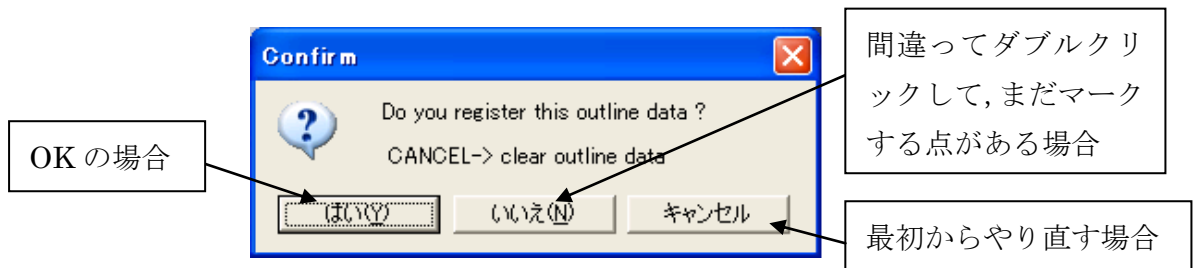 Confirm
Do you register this outline data ?
CANCEL-> clear outline data
はい(Y)
いいえ(N)
キャンセル
OK の場合
間違ってダブルクリ
ックして,まだマーク
する点がある場合
最初からやり直す場合